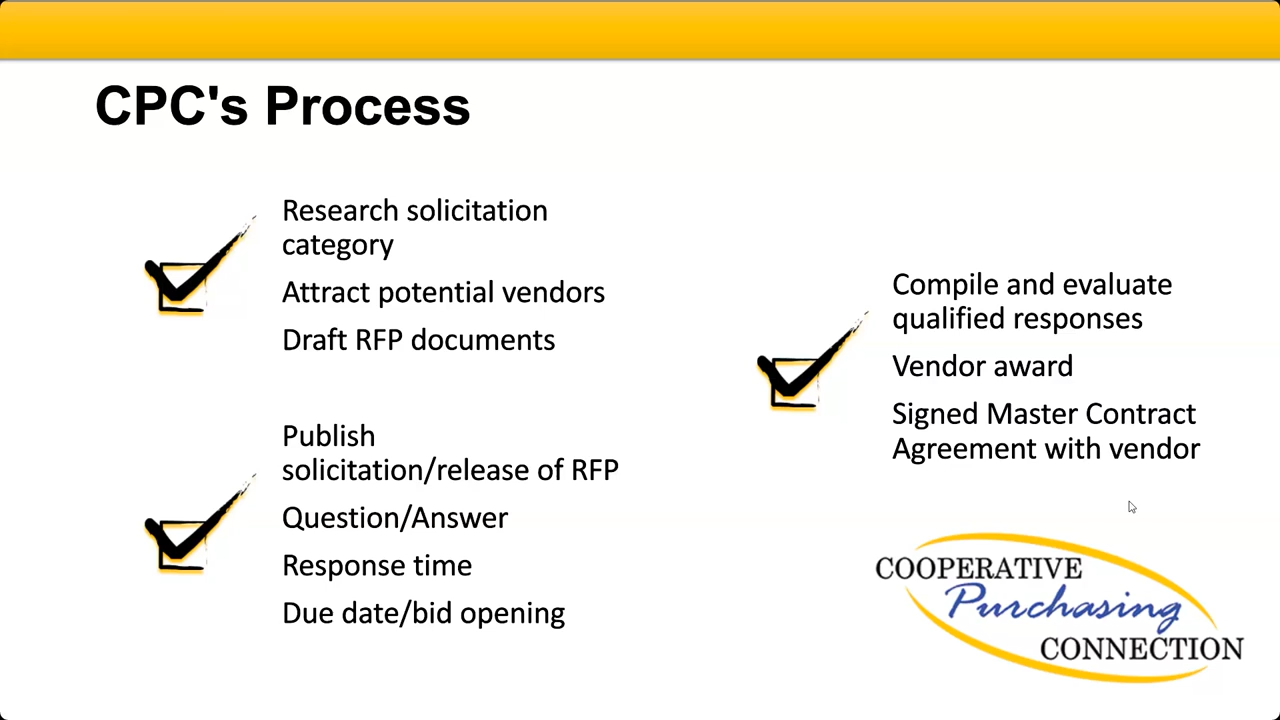 CPC's Process
Research solicitation
category
Attract potential vendors
Draft RFP documents
Publish
solicitation/release of RFP
Question/Answer
Response time
Due date/bid opening
Compile and evaluate
qualified responses
Vendor award
Signed Master Contract
Agreement with vendor
COOPERATIVE
Purchasing
CONNECTION